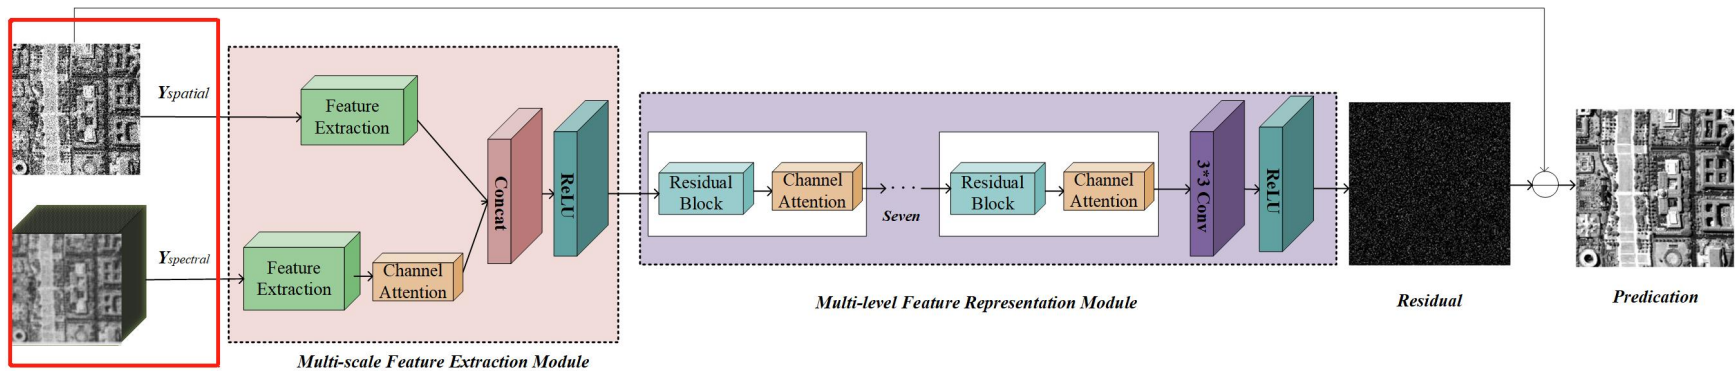 Yspatial
Feature
Extraction
Concat
ReLU
Yspectral
Feature
Extraction
Channel
Attention
Multi-scale Feature Extraction Module
Residual
Block
Channel
Attention
. . . .
Seven
Residual
Block
Channel
Attention
3*3 Conv
ReLU
Multi-level Feature Representation Module
Residual
Predication